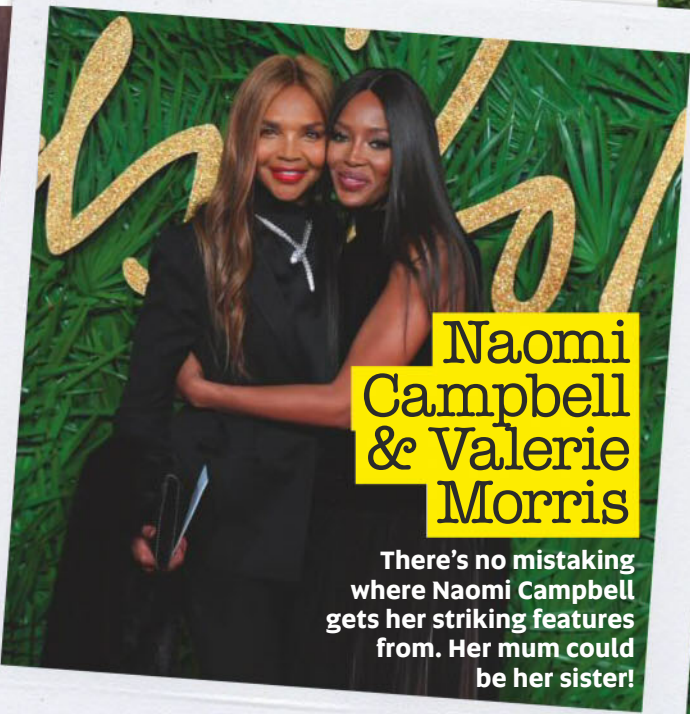 Naomi
Campbell
& Valerie
Morris
There's no mistaking
where Naomi Campbell
gets her striking features
from. Her mum could
be her sister!